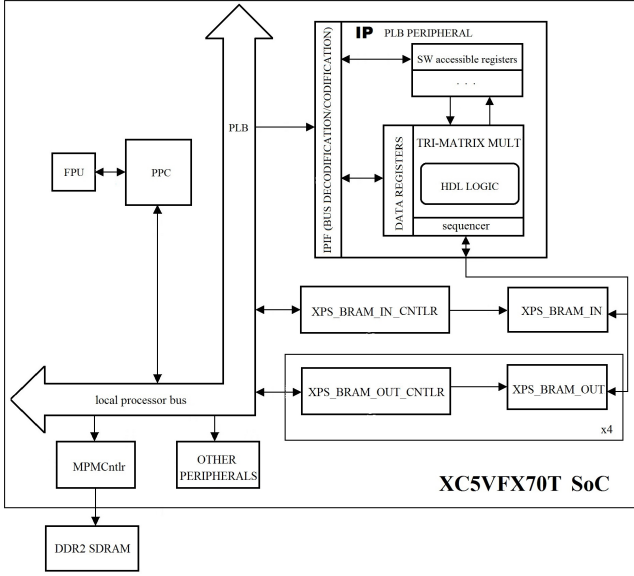 IP PLB PERIPHERAL
SW accessible registers
. . .
PLB
IPIF (BUS DECODIFICATION/CODIFICATION)
DATA REGISTERS
TRI-MATRIX MULT
HDL LOGIC
sequencer
FPU
PPC
XPS_BRAM_IN_CNTLR
XPS_BRAM_IN
XPS_BRAM_OUT_CNTLR
XPS_BRAM_OUT
x4
local processor bus
MPMCntlr
OTHER
PERIPHERALS
XC5VFX70T SoC
DDR2 SDRAM